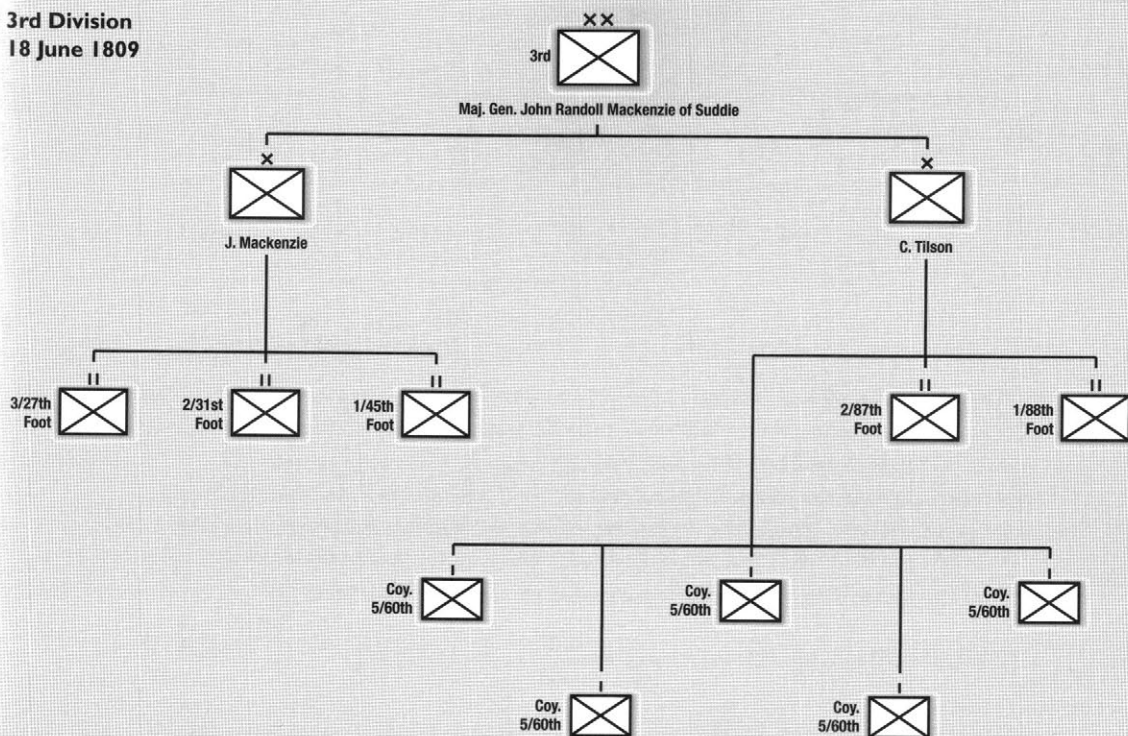 3rd Division
18 June 1809
XX
3rd
Maj. Gen. John Randoll Mackenzie of Suddie
X
J. Mackenzie
X
C. Tilson
II
3/27th
Foot
II
2/31st
Foot
II
1/45th
Foot
II
2/87th
Foot
II
1/88th
Foot
I
Coy.
5/60th
I
Coy.
5/60th
I
Coy.
5/60th
I
Coy.
5/60th
I
Coy.
5/60th